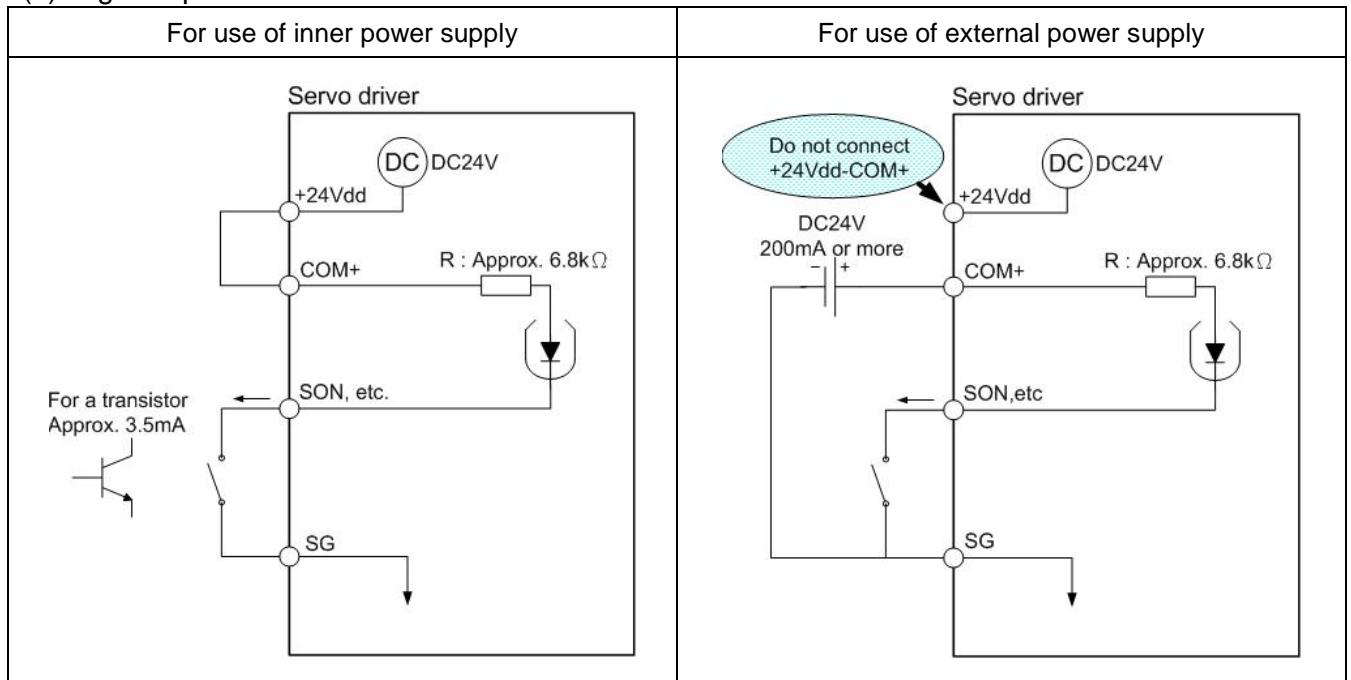 For use of inner power supply
For use of external power supply
Servo driver
DC DC24V
+24Vdd
COM+
R : Approx. 6.8kΩ
SON, etc.
For a transistor
Approx. 3.5mA
SG
Servo driver
Do not connect
+24Vdd-COM+
DC DC24V
+24Vdd
DC24V
200mA or more
− +
COM+
R : Approx. 6.8kΩ
SON,etc
SG